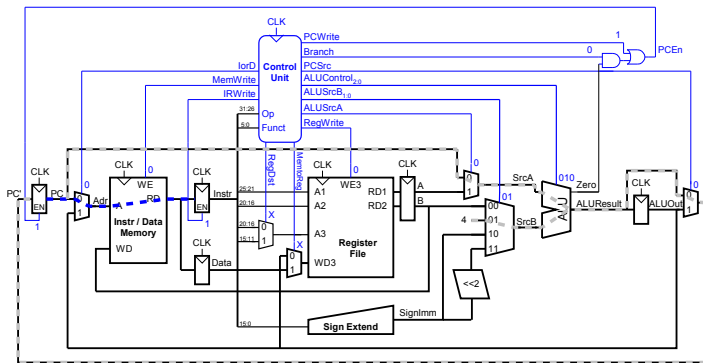 CLK
PCWrite 1
Branch 0 PCEn
IorD Control PCSrc
MemWrite Unit ALUControl2:0
IRWrite ALUSrcB1:0
31:26 Op ALUSrcA
5:0 Funct RegWrite
RegDst MemtoReg
CLK CLK CLK CLK CLK
0 0 0 010 10
01
PC' PC 0 1 Adr A WE RD Instr 25:21 A1 WE3 RD1 A 0 1 SrcA Zero
EN EN 20:16 A2 RD2 B 00 ALU ALUResult ALUOut 0 1
1 1 4 01 SrcB
Instr / Data
Memory
X 20:16 0 A3 10
15:11 1 Register
File
WD X 11
CLK Data 0 1 WD3
<<2
SignImm
15:0 Sign Extend